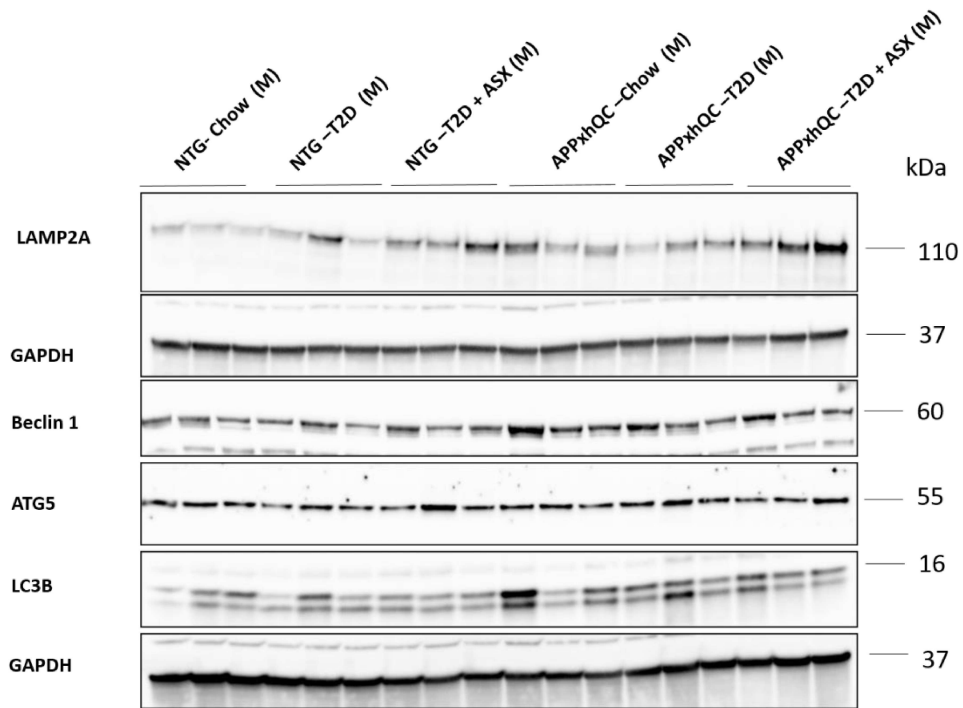 NTG- Chow (M)
NTG –T2D (M)
NTG –T2D + ASX (M)
APPxhQC –Chow (M)
APPxhQC –T2D (M)
APPxhQC –T2D + ASX (M)
kDa
LAMP2A
110
GAPDH
37
Beclin 1
60
ATG5
55
LC3B
16
GAPDH
37